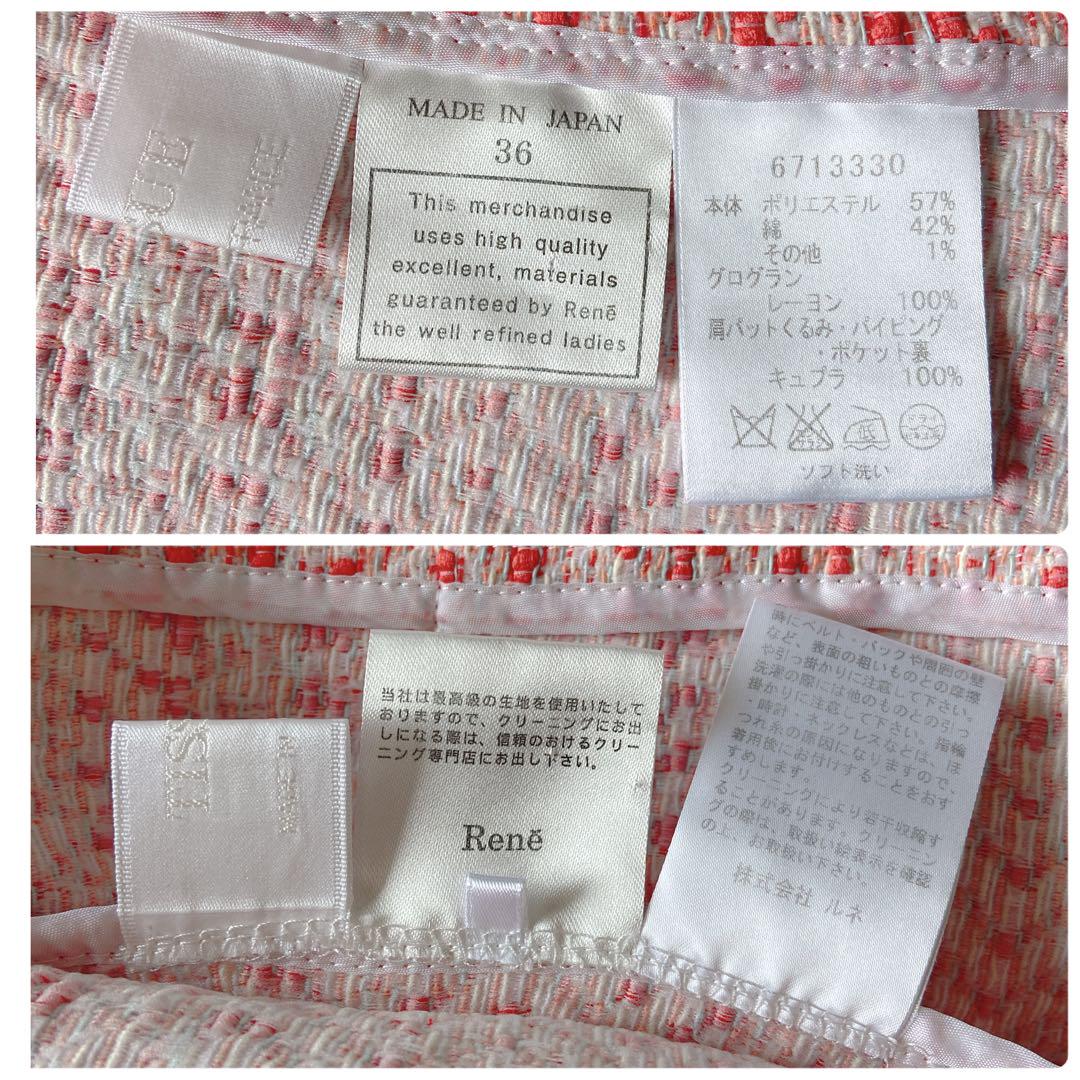 QUE
FRANCE
MADE IN JAPAN
36
This merchandise
uses high quality
excellent, materials
guaranteed by René
the well refined ladies
6713330
本体 ポリエステル 57%
綿 42%
その他 1%
グログラン
レーヨン 100%
肩パットくるみ・パイピング
・ポケット裏
キュプラ 100%
ドライ
ソフト洗い
TISS
当社は最高級の生地を使用いたして
おりますので、クリーニングにお出
しになる際は、信頼のおけるクリー
ニング専門店にお出し下さい。
René
時にベルト・バックや周囲の壁
など、表面の粗いものとの摩擦
や引っ掛かりに注意して下さい。
洗濯の際には他のものとの引っ
掛かりに注意して下さい。指輪
・時計・ネックレス等は、ほ
つれ糸の原因になりますので、
着用後にお付けすることをおす
すめします。
クリーニングにより若干収縮す
ることがあります。クリーニン
グの際は、取扱い絵表示を確認
の上、お取扱い下さい。
株式会社 ルネ